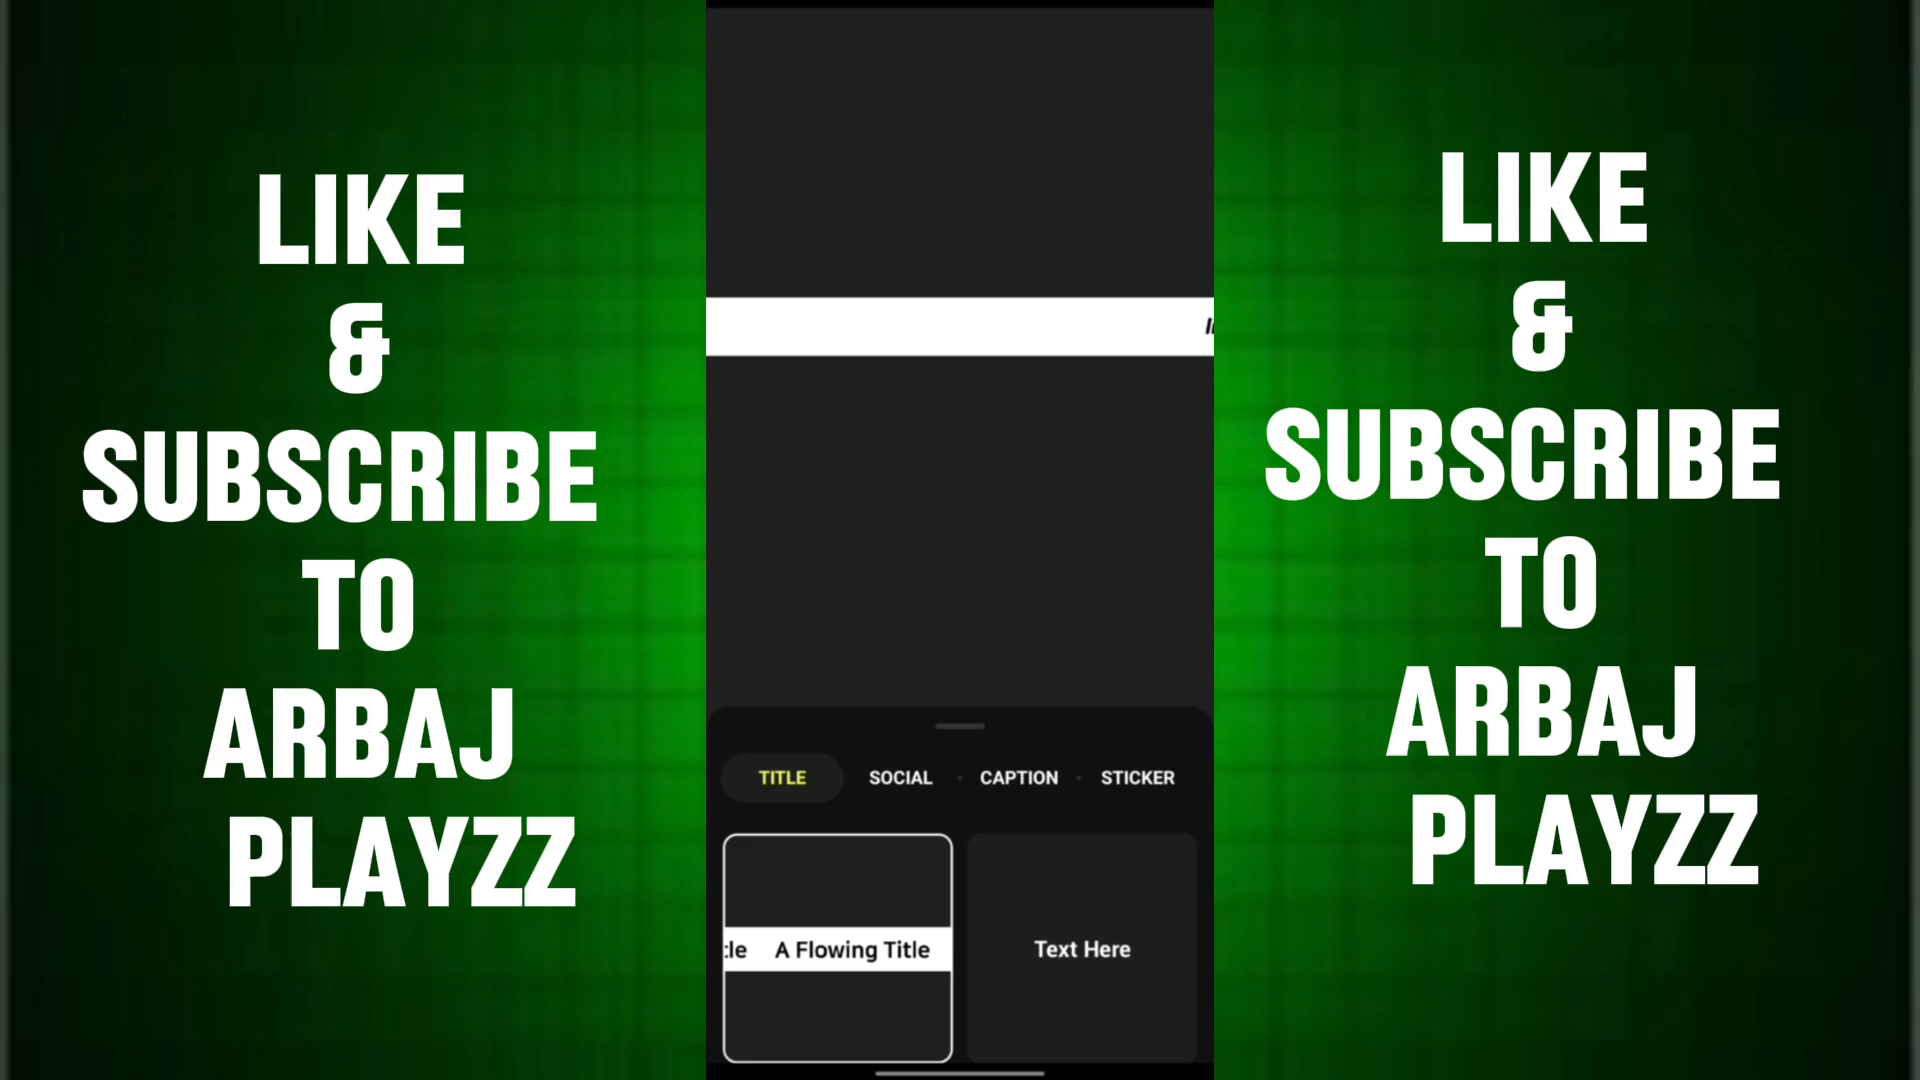 LIKE
&
SUBSCRIBE
TO
ARBAJ
PLAYZZ
TITLE
SOCIAL
CAPTION
STICKER
A Flowing Title
Text Here
LIKE
&
SUBSCRIBE
TO
ARBAJ
PLAYZZ